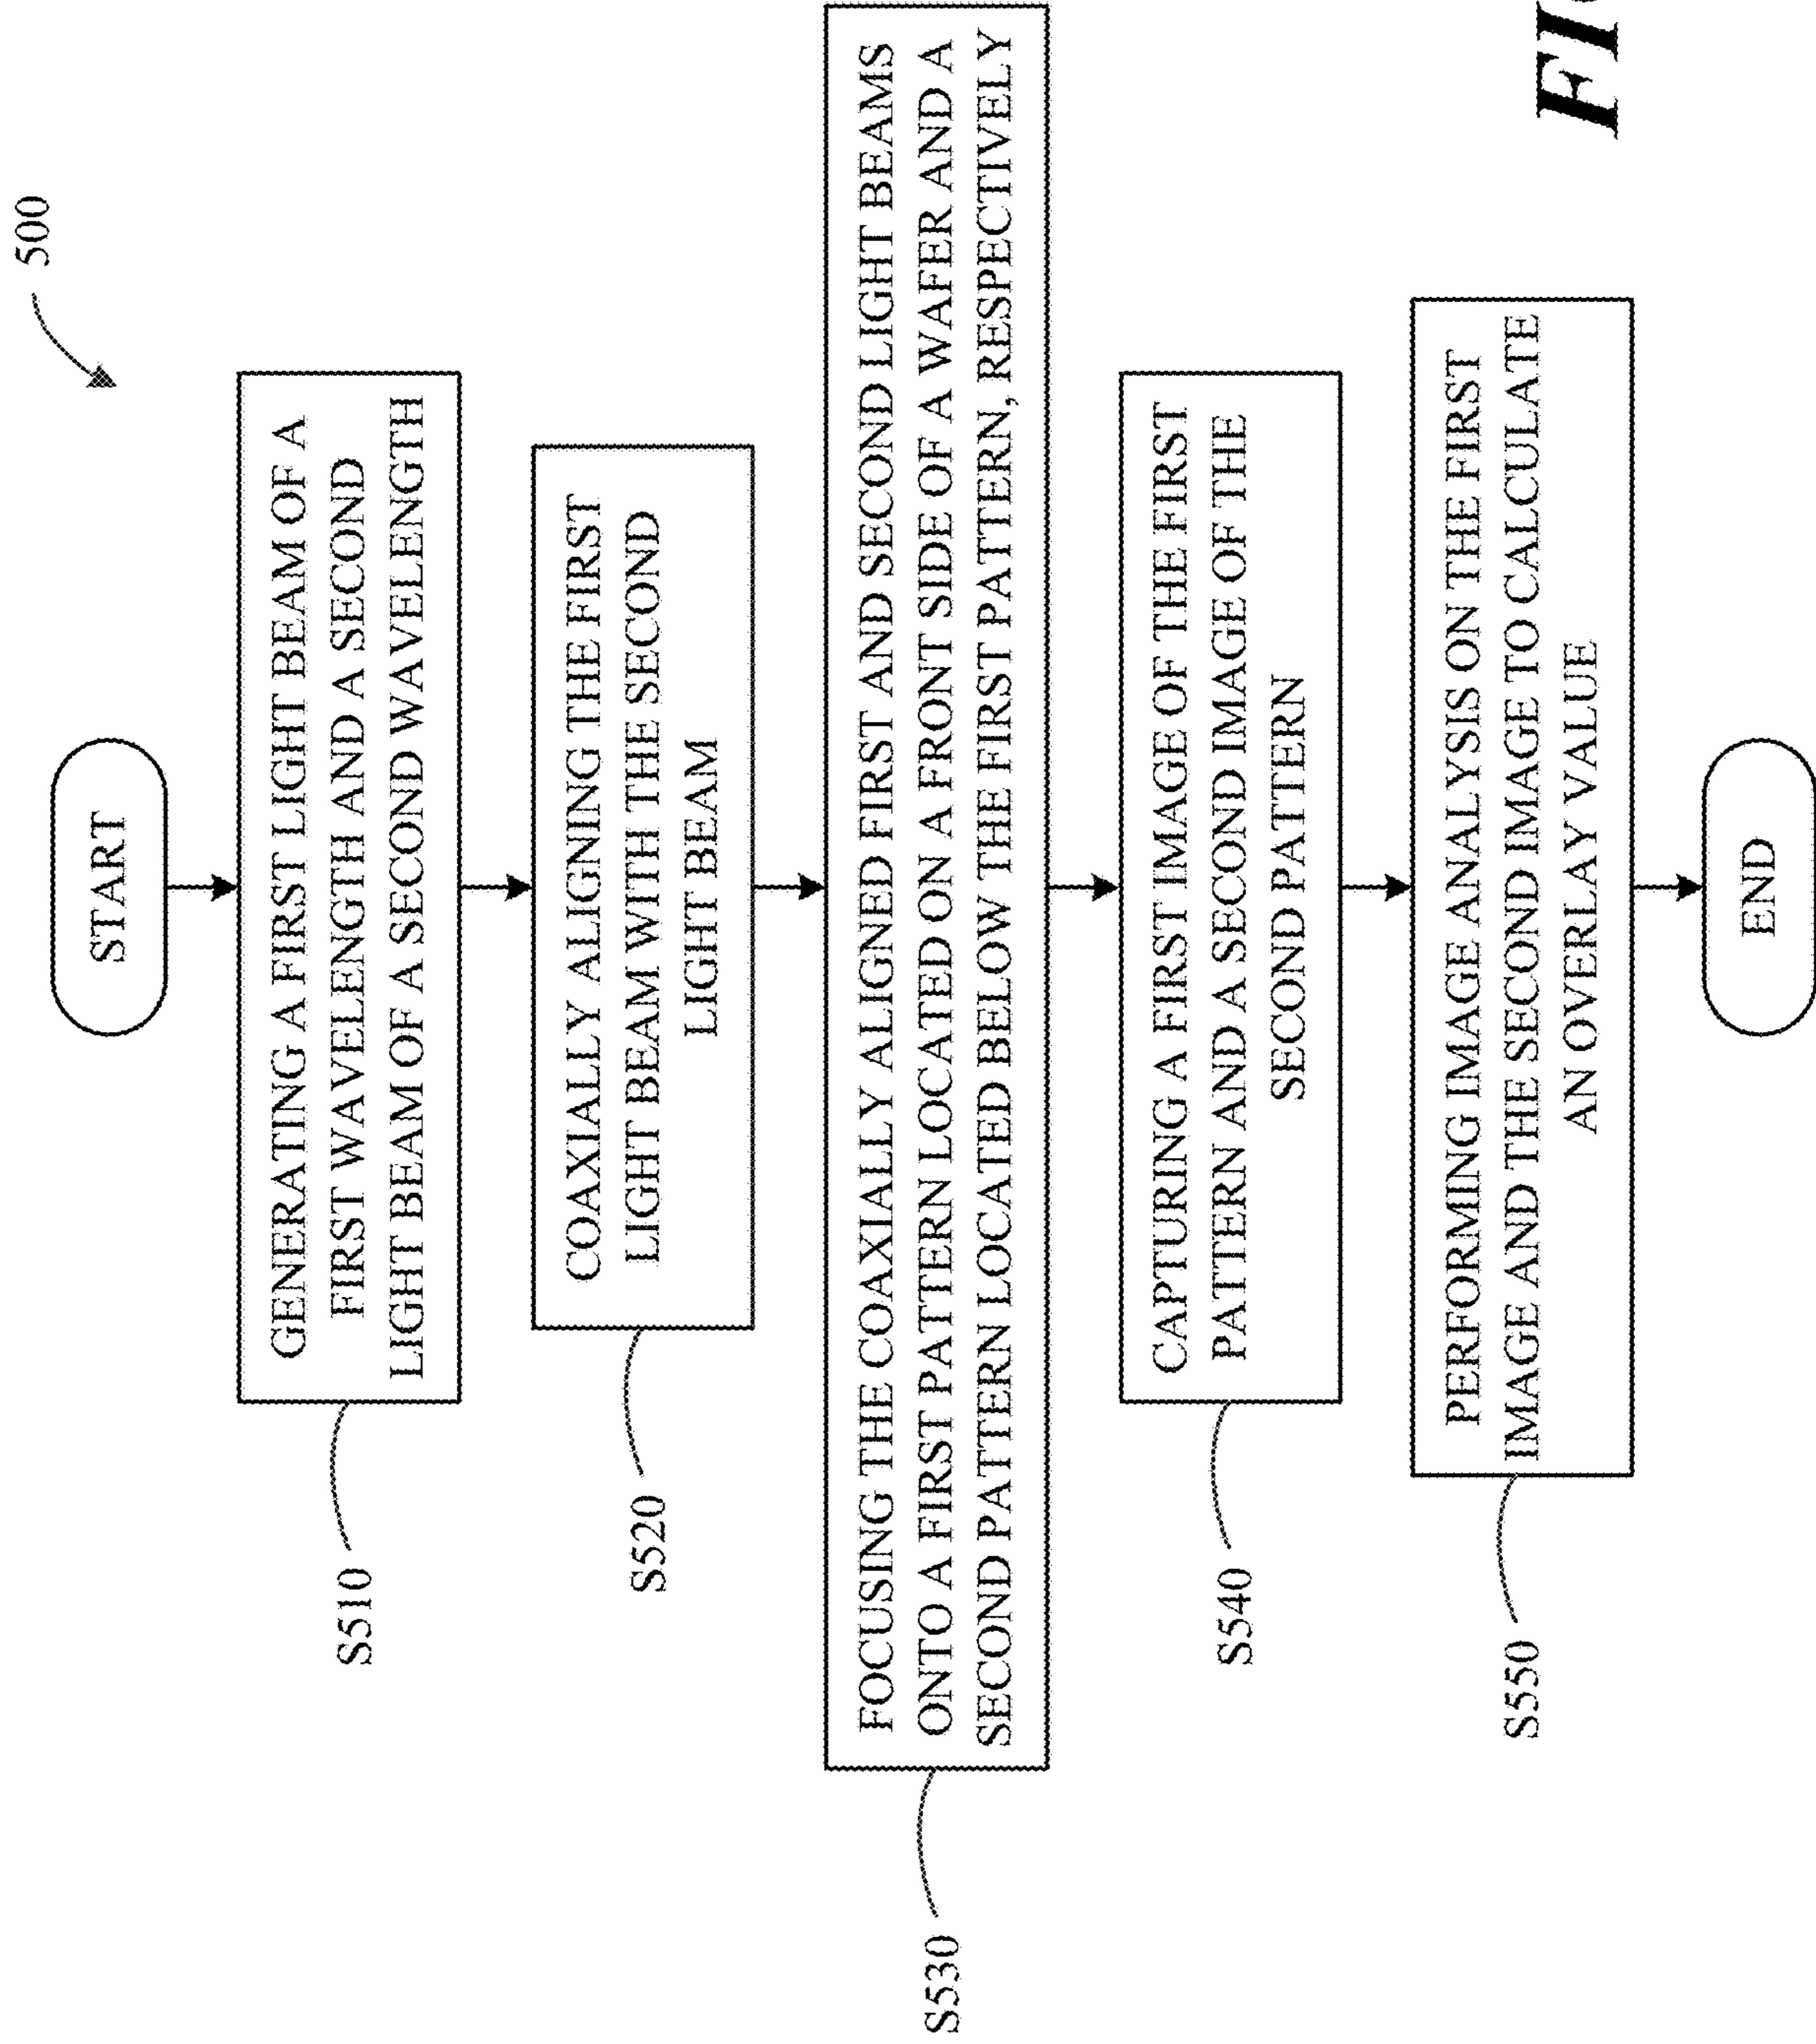 500
START
S510
GENERATING A FIRST LIGHT BEAM OF A
FIRST WAVELENGTH AND A SECOND
LIGHT BEAM OF A SECOND WAVELENGTH
S520
COAXIALLY ALIGNING THE FIRST
LIGHT BEAM WITH THE SECOND
LIGHT BEAM
S530
FOCUSING THE COAXIALLY ALIGNED FIRST AND SECOND LIGHT BEAMS
ONTO A FIRST PATTERN LOCATED ON A FRONT SIDE OF A WAFER AND A
SECOND PATTERN LOCATED BELOW THE FIRST PATTERN, RESPECTIVELY
S540
CAPTURING A FIRST IMAGE OF THE FIRST
PATTERN AND A SECOND IMAGE OF THE
SECOND PATTERN
S550
PERFORMING IMAGE ANALYSIS ON THE FIRST
IMAGE AND THE SECOND IMAGE TO CALCULATE
AN OVERLAY VALUE
END